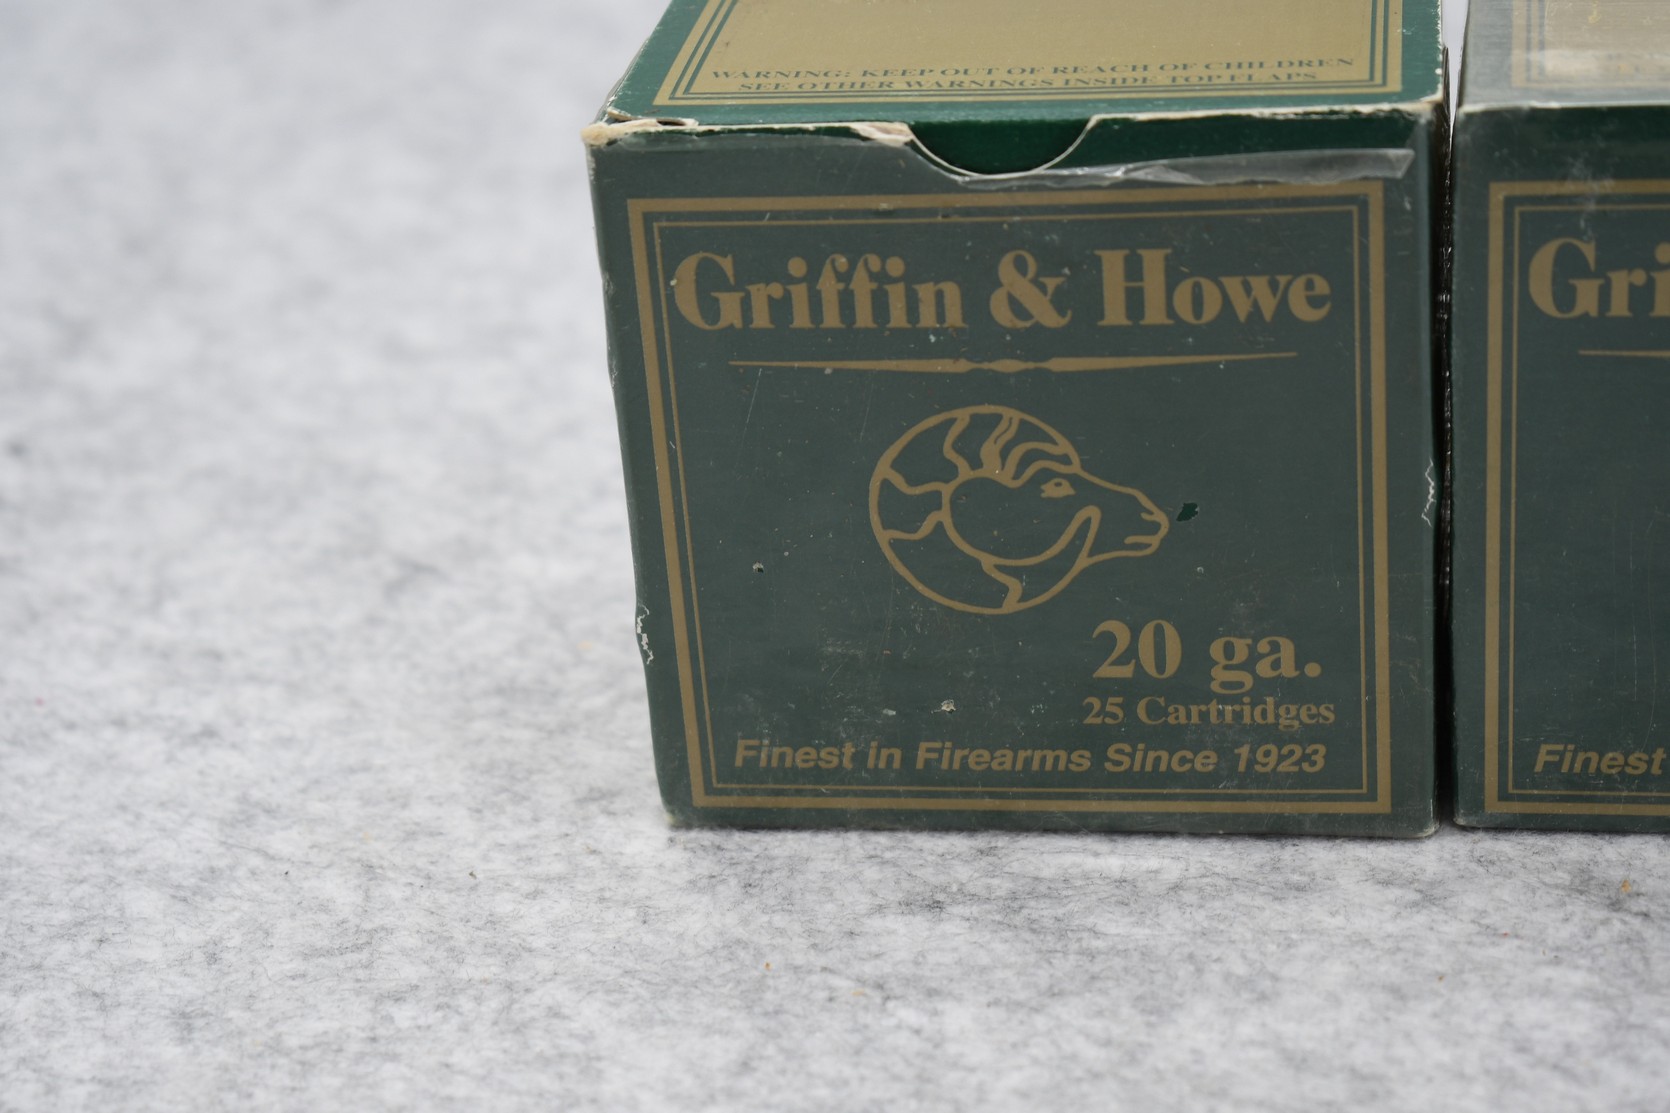 WARNING: KEEP OUT OF REACH OF CHILDREN
SEE OTHER WARNINGS INSIDE TOP FLAPS
Griffin & Howe
20 ga.
25 Cartridges
Finest in Firearms Since 1923
Gri
Finest